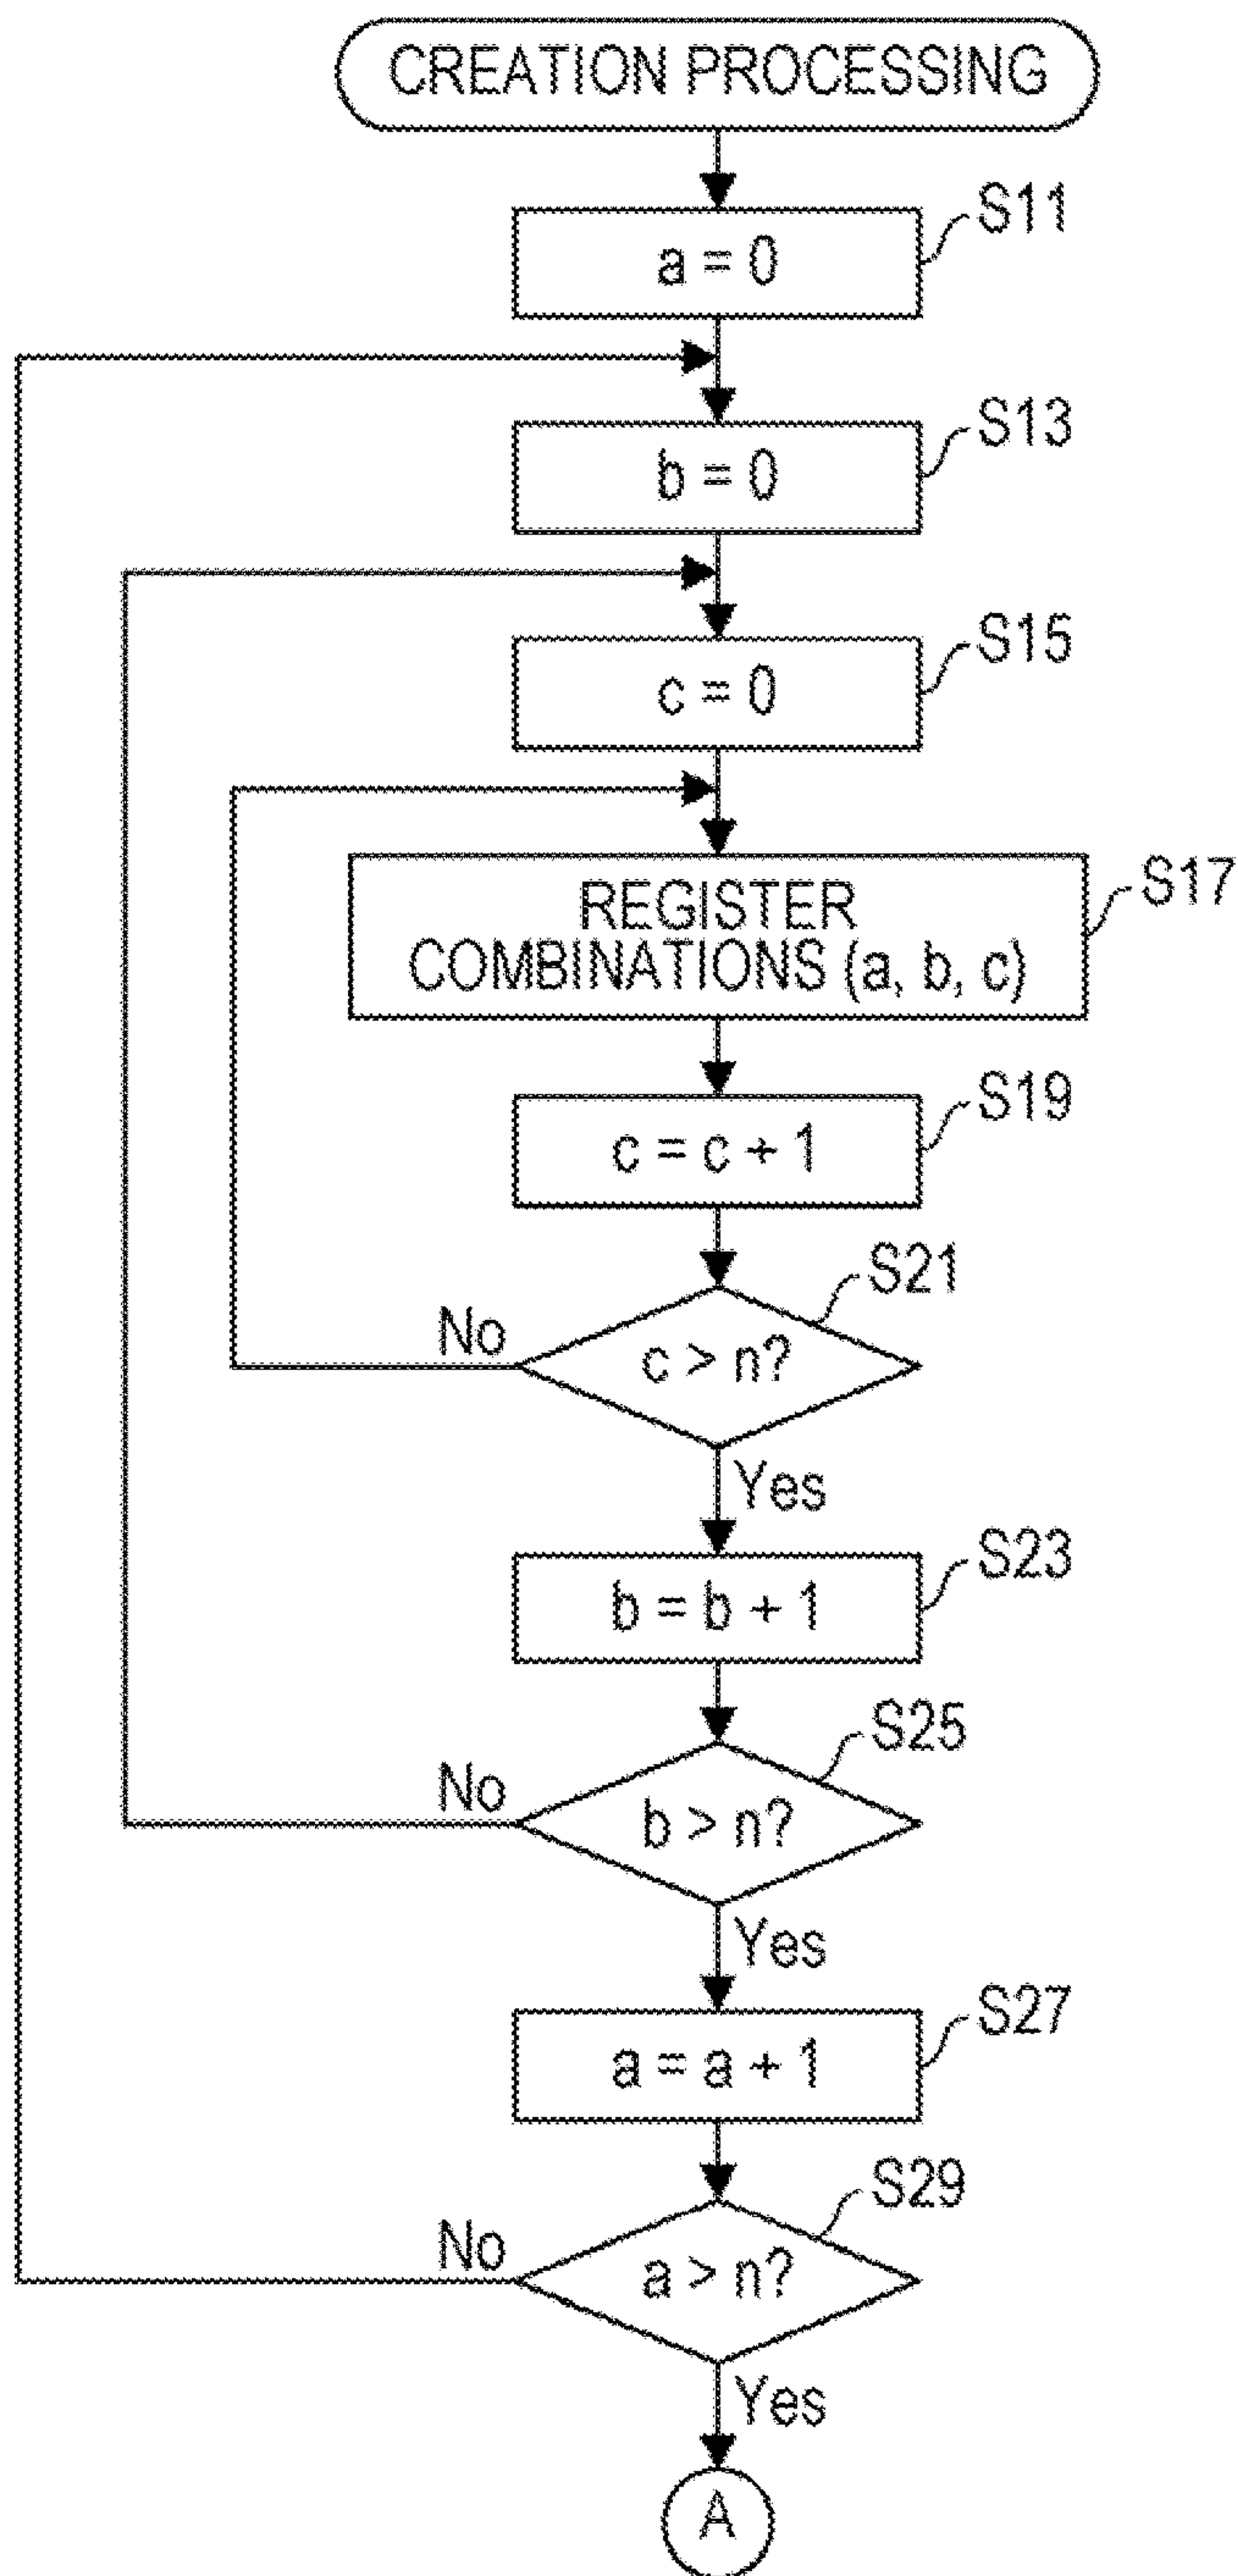 CREATION PROCESSING
S11
a = 0
S13
b = 0
S15
c = 0
S17
REGISTER
COMBINATIONS (a, b, c)
S19
c = c + 1
S21
No
c > n?
Yes
S23
b = b + 1
S25
No
b > n?
Yes
S27
a = a + 1
S29
No
a > n?
Yes
A